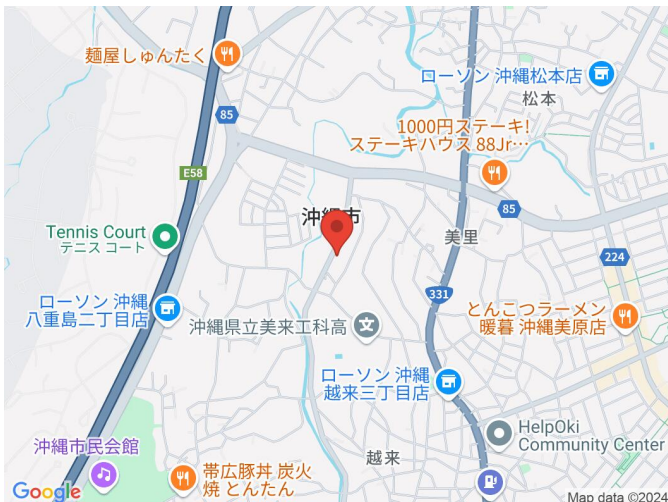 麺屋しゅんたく
85
E58
ローソン 沖縄松本店
松本
1000円ステーキ!
ステーキハウス 88Jr…
85
美里
224
Tennis Court
テニス コート
ローソン 沖縄
八重島二丁目店
沖縄県立美来工科高
331
とんこつラーメン
暖暮 沖縄美原店
ローソン 沖縄
越来三丁目店
HelpOki
Community Center
沖縄市民会館
帯広豚丼 炭火
焼 とんたん
越来
Google
Map data ©2024